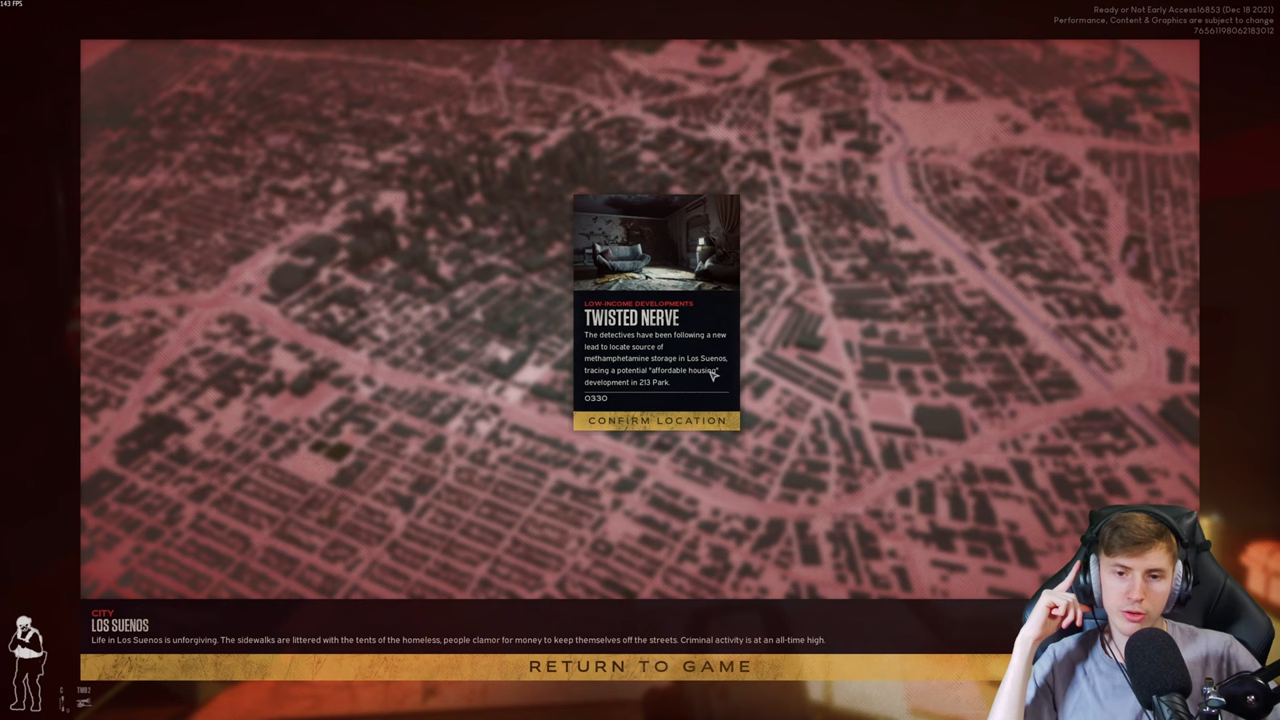 143 FPS
Ready or Not Early Access16853 (Dec 18 2021)
Performance, Content & Graphics are subject to change
76561198062183012
LOW-INCOME DEVELOPMENTS
TWISTED NERVE
The detectives have been following a new
lead to locate source of
methamphetamine storage in Los Suenos,
tracing a potential "affordable housing"
development in 213 Park.
0330
CONFIRM LOCATION
CITY
LOS SUENOS
Life in Los Suenos is unforgiving. The sidewalks are littered with the tents of the homeless, people clamor for money to keep themselves off the streets. Criminal activity is at an all-time high.
RETURN TO GAME